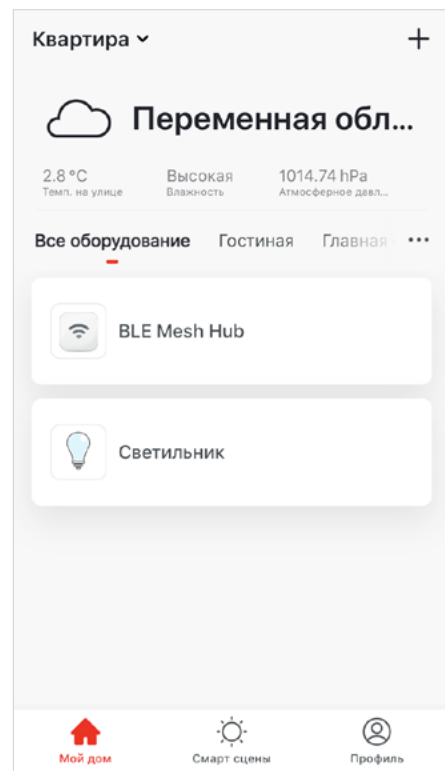 Квартира
Переменная обл...
2.8 °C Высокая 1014.74 hPa
Темп. на улице Влажность Атмосферное давл...
Все оборудование Гостиная Главная
BLE Mesh Hub
Светильник
Мой дом Смарт сцены Профиль